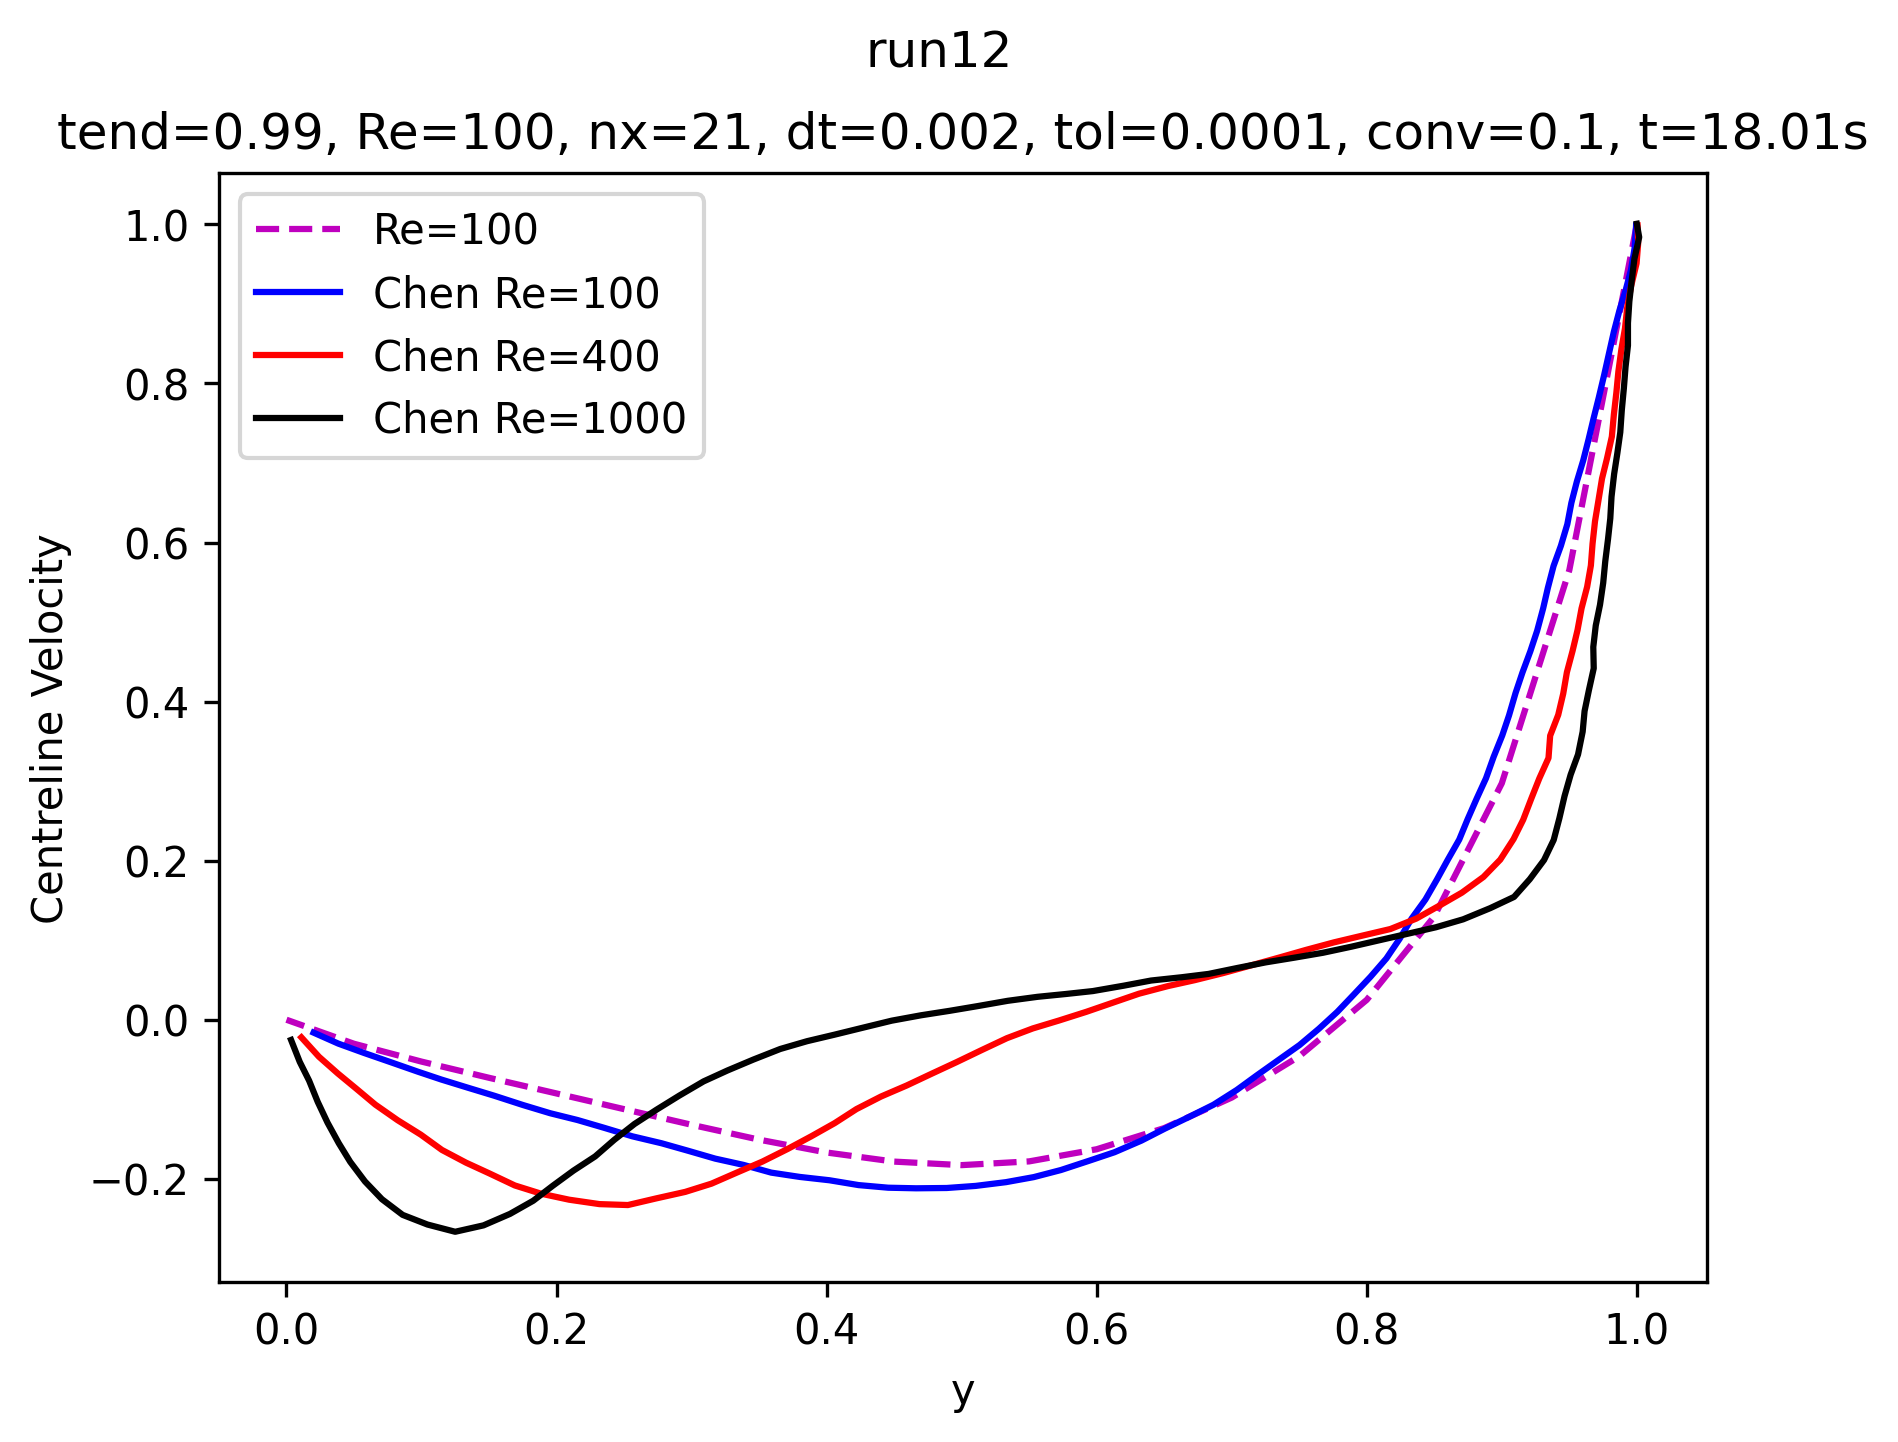 run12
tend=0.99, Re=100, nx=21, dt=0.002, tol=0.0001, conv=0.1, t=18.01s
Re=100
Chen Re=100
Chen Re=400
Chen Re=1000
Centreline Velocity
1.0
0.8
0.6
0.4
0.2
0.0
−0.2
0.0 0.2 0.4 0.6 0.8 1.0
y